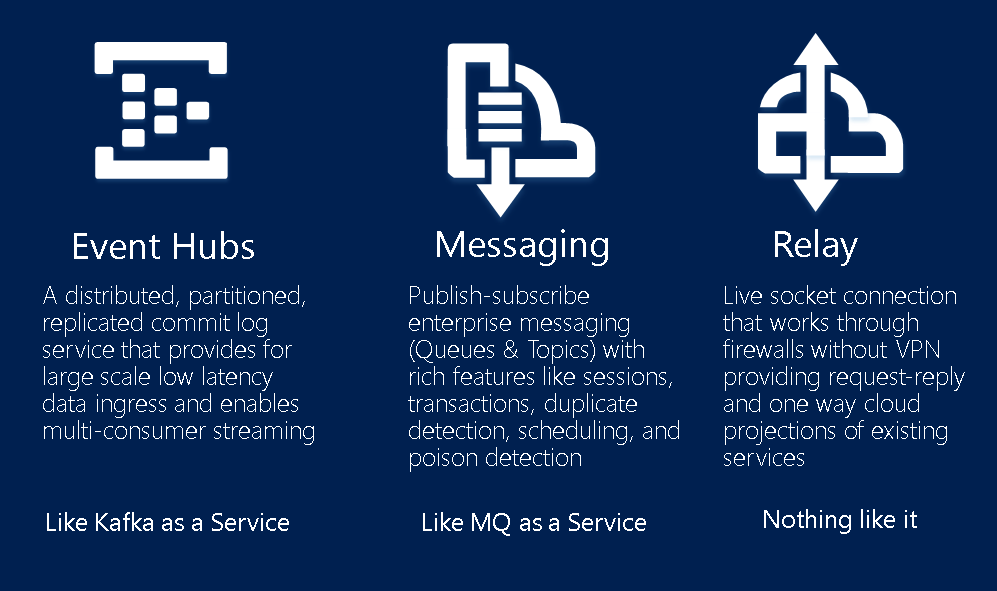 Event Hubs
A distributed, partitioned,
replicated commit log
service that provides for
large scale low latency
data ingress and enables
multi-consumer streaming
Like Kafka as a Service
Messaging
Publish-subscribe
enterprise messaging
(Queues & Topics) with
rich features like sessions,
transactions, duplicate
detection, scheduling, and
poison detection
Like MQ as a Service
Relay
Live socket connection
that works through
firewalls without VPN
providing request-reply
and one way cloud
projections of existing
services
Nothing like it